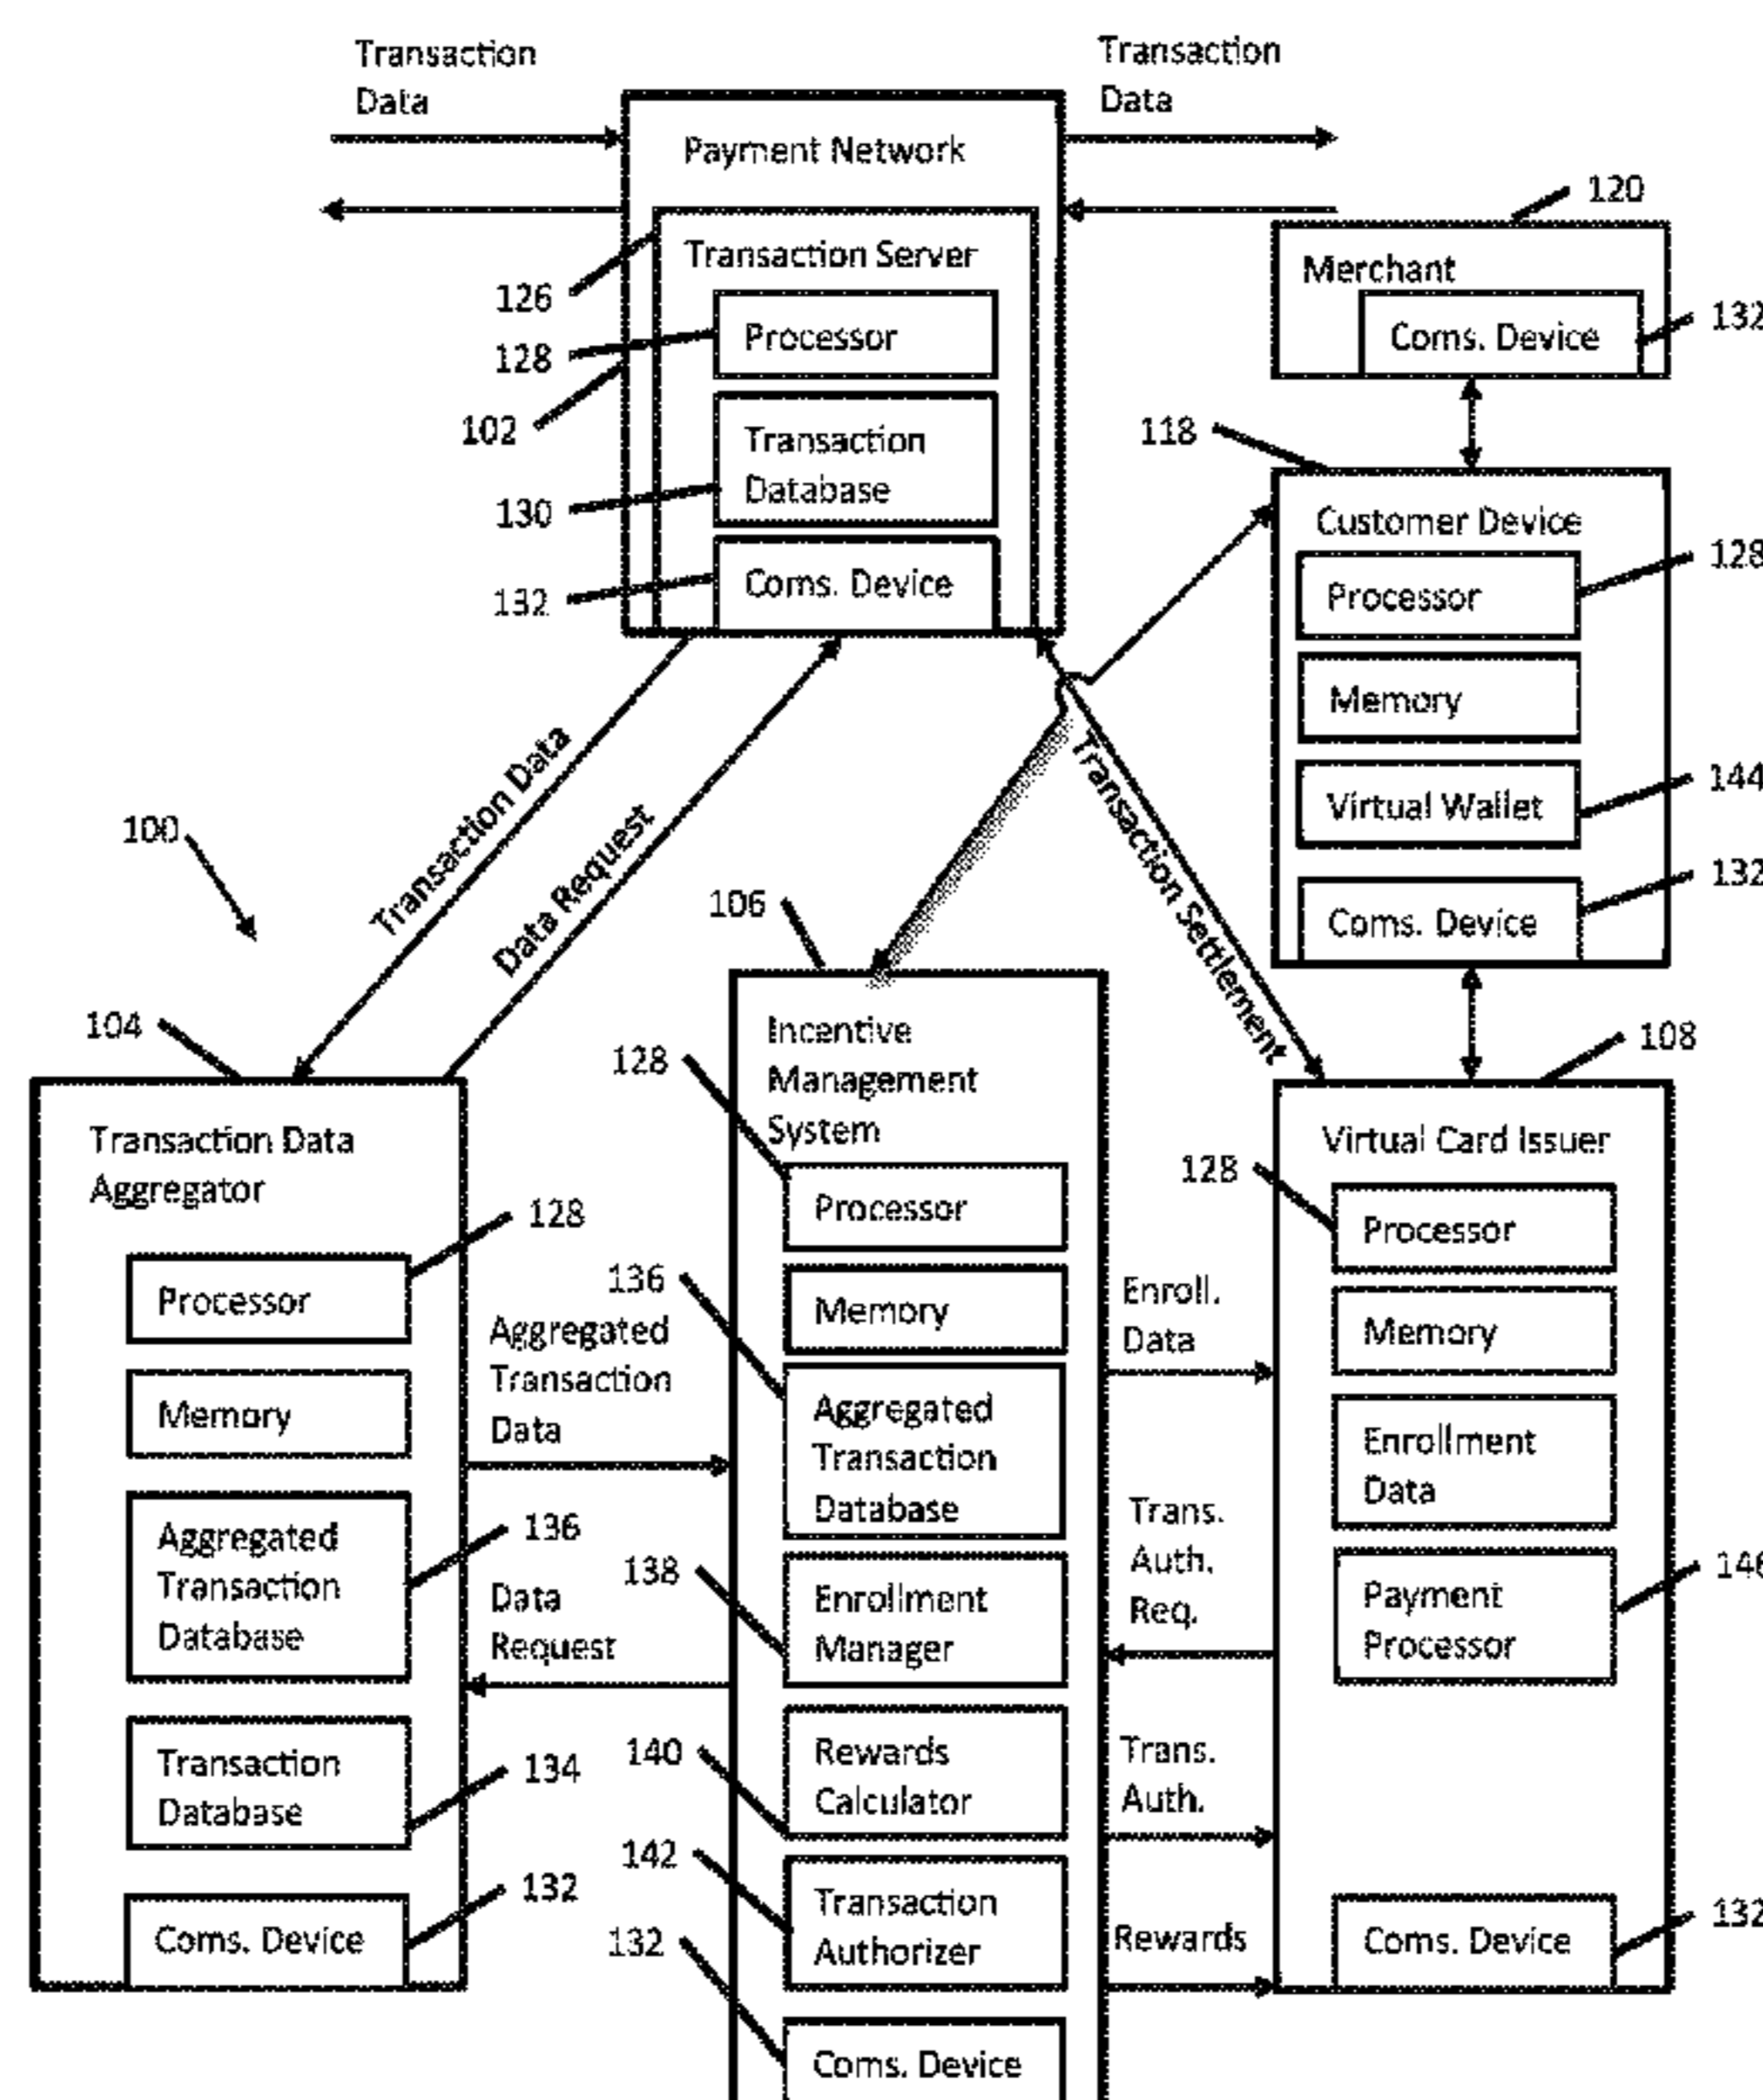 Transaction
Data
Transaction
Data
Payment Network
120
Transaction Server
Merchant
126
Processor
Coms. Device
132
128
102
Transaction
Database
118
130
Customer Device
128
Coms. Device
132
Processor
Memory
Transaction Data
Data Request
Transaction Settlement
Virtual Wallet
144
100
106
Coms. Device
132
104
Incentive
Management
System
128
108
Transaction Data
Aggregator
Virtual Card Issuer
128
128
Processor
Processor
Processor
136
Enroll.
Data
Memory
Memory
Aggregated
Transaction
Data
Memory
Aggregated
Transaction
Database
Enrollment
Data
Aggregated
Transaction
Database
136
Trans.
Auth.
Req.
138
Data
Request
Enrollment
Manager
Payment
Processor
146
Transaction
Database
134
140
Rewards
Calculator
Trans.
Auth.
142
Coms. Device
132
Transaction
Authorizer
132
Rewards
Coms. Device
132
Coms. Device